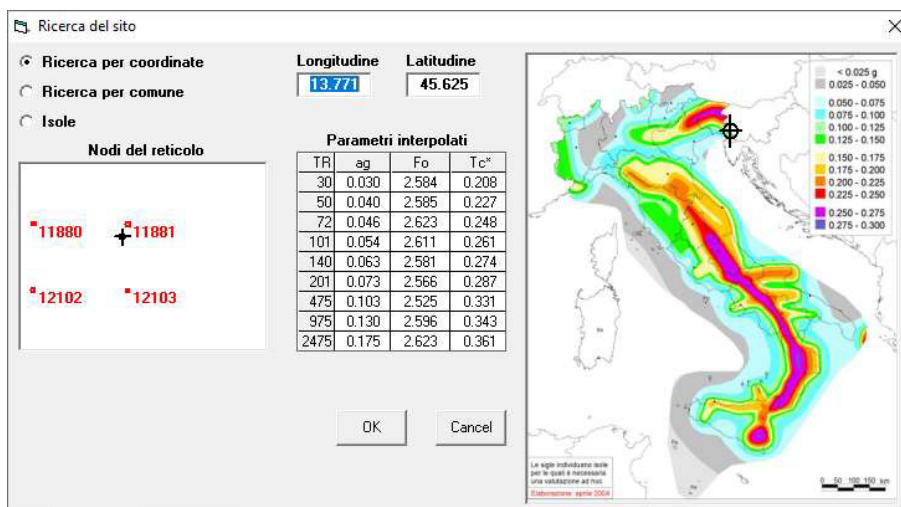 Ricerca del sito
Ricerca per coordinate
Ricerca per comune
Isole
Longitudine Latitudine
13.771 45.625
Nodi del reticolo
11880 11881
12102 12103
Parametri interpolati
TR ag Fo Tc*
30 0.030 2.584 0.208
50 0.040 2.585 0.227
72 0.046 2.623 0.248
101 0.054 2.611 0.261
140 0.063 2.581 0.274
201 0.073 2.566 0.287
475 0.103 2.525 0.331
975 0.130 2.596 0.343
2475 0.175 2.623 0.361
OK Cancel
< 0.025 g
0.025 - 0.050
0.050 - 0.075
0.075 - 0.100
0.100 - 0.125
0.125 - 0.150
0.150 - 0.175
0.175 - 0.200
0.200 - 0.225
0.225 - 0.250
0.250 - 0.275
0.275 - 0.300
Le sigle individuano isole
per le quali è necessaria
una valutazione ad hoc
Elaborazione: aprile 2004
0 50 100 150 km